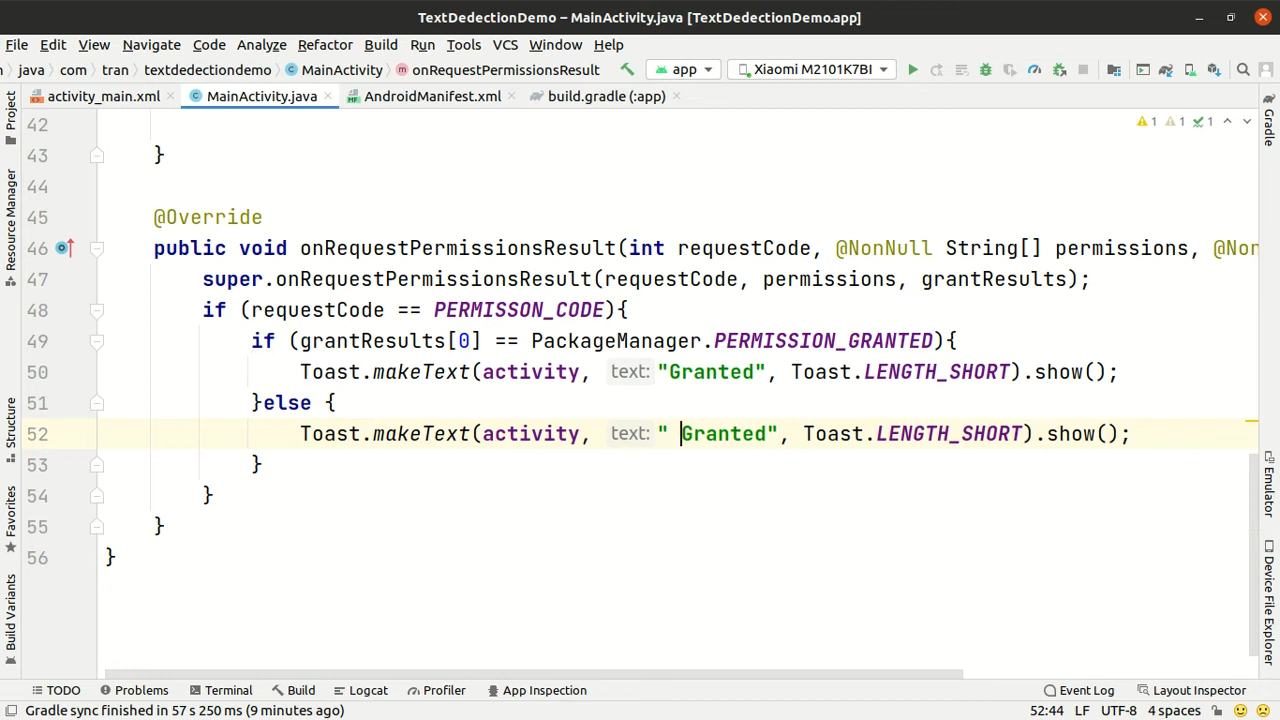 TextDedectionDemo – MainActivity.java [TextDedectionDemo.app]
File Edit View Navigate Code Analyze Refactor Build Run Tools VCS Window Help
java com tran textdedectiondemo MainActivity onRequestPermissionsResult app Xiaomi M2101K7BI
activity_main.xml MainActivity.java AndroidManifest.xml build.gradle (:app)
Project
Resource Manager
Structure
Favorites
Build Variants
42
43 }
44
45 @Override
46 public void onRequestPermissionsResult(int requestCode, @NonNull String[] permissions, @Non
47 super.onRequestPermissionsResult(requestCode, permissions, grantResults);
48 if (requestCode == PERMISSON_CODE){
49 if (grantResults[0] == PackageManager.PERMISSION_GRANTED){
50 Toast.makeText(activity, text: "Granted", Toast.LENGTH_SHORT).show();
51 }else {
52 Toast.makeText(activity, text: " Granted", Toast.LENGTH_SHORT).show();
53 }
54 }
55 }
56 }
1 1 1
Gradle
Emulator
Device File Explorer
TODO Problems Terminal Build Logcat Profiler App Inspection Event Log Layout Inspector
Gradle sync finished in 57 s 250 ms (9 minutes ago) 52:44 LF UTF-8 4 spaces